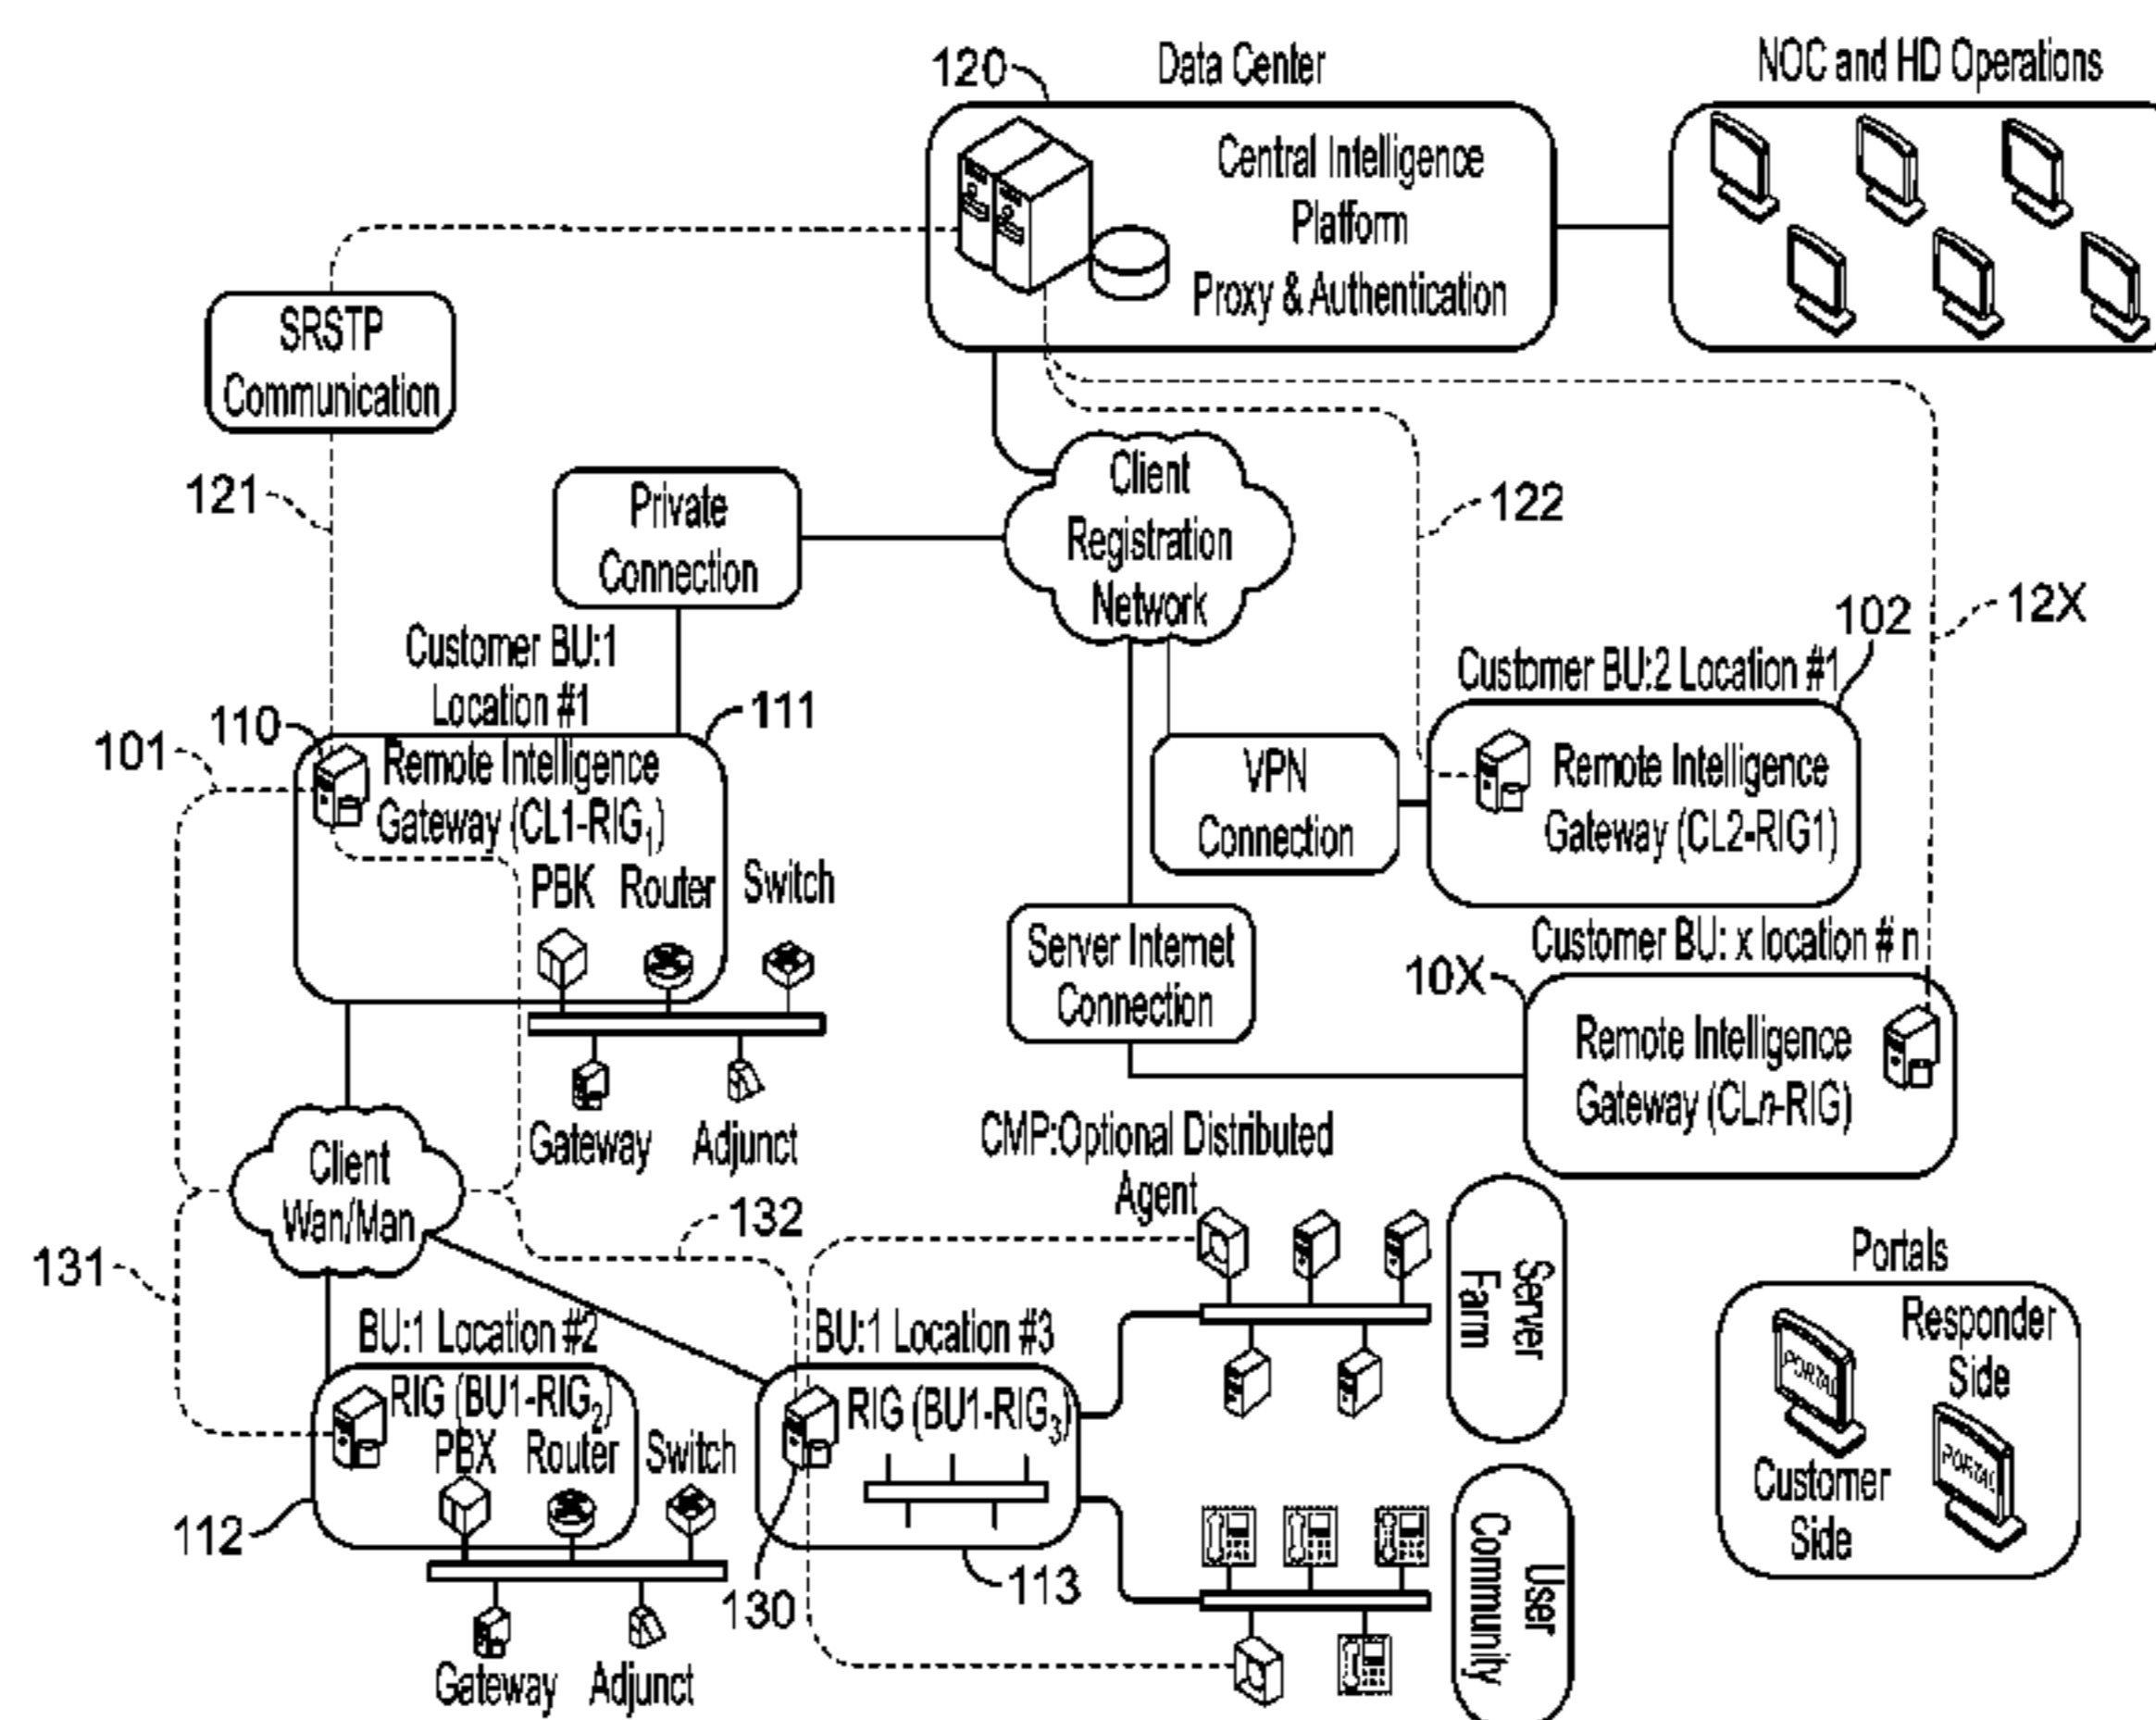 120
Data Center
NOC and HD Operations
Central Intelligence
Platform
Proxy & Authentication
SRSTP
Communication
121
Private
Connection
Client
Registration
Network
122
12X
102
Customer BU:1
Location #1
110
111
101
Remote Intelligence
Gateway (CL1-RIG1)
PBK
Router
Switch
Gateway
Adjunct
Customer BU:2 Location #1
VPN
Connection
Remote Intelligence
Gateway (CL2-RIG1)
Server Internet
Connection
Customer BU: x location # n
10X
Remote Intelligence
Gateway (CLn-RIG)
Client
Wan/Man
131
132
CMP:Optional Distributed
Agent
Server
Farm
BU:1 Location #2
RIG (BU1-RIG2)
PBX
Router
Switch
112
Gateway
Adjunct
BU:1 Location #3
RIG (BU1-RIG3)
130
113
User
Community
Portals
Responder
Side
PORTAL
PORTAL
Customer
Side